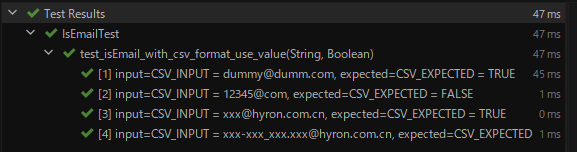 Test Results 47 ms
IsEmailTest 47 ms
test_isEmail_with_csv_format_use_value(String, Boolean) 47 ms
[1] input=CSV_INPUT = dummy@dumm.com, expected=CSV_EXPECTED = TRUE 45 ms
[2] input=CSV_INPUT = 12345@com, expected=CSV_EXPECTED = FALSE 1 ms
[3] input=CSV_INPUT = xxx@hyron.com.cn, expected=CSV_EXPECTED = TRUE 0 ms
[4] input=CSV_INPUT = xxx-xxx_xxx.xxx@hyron.com.cn, expected=CSV_EXPECTED 1 ms